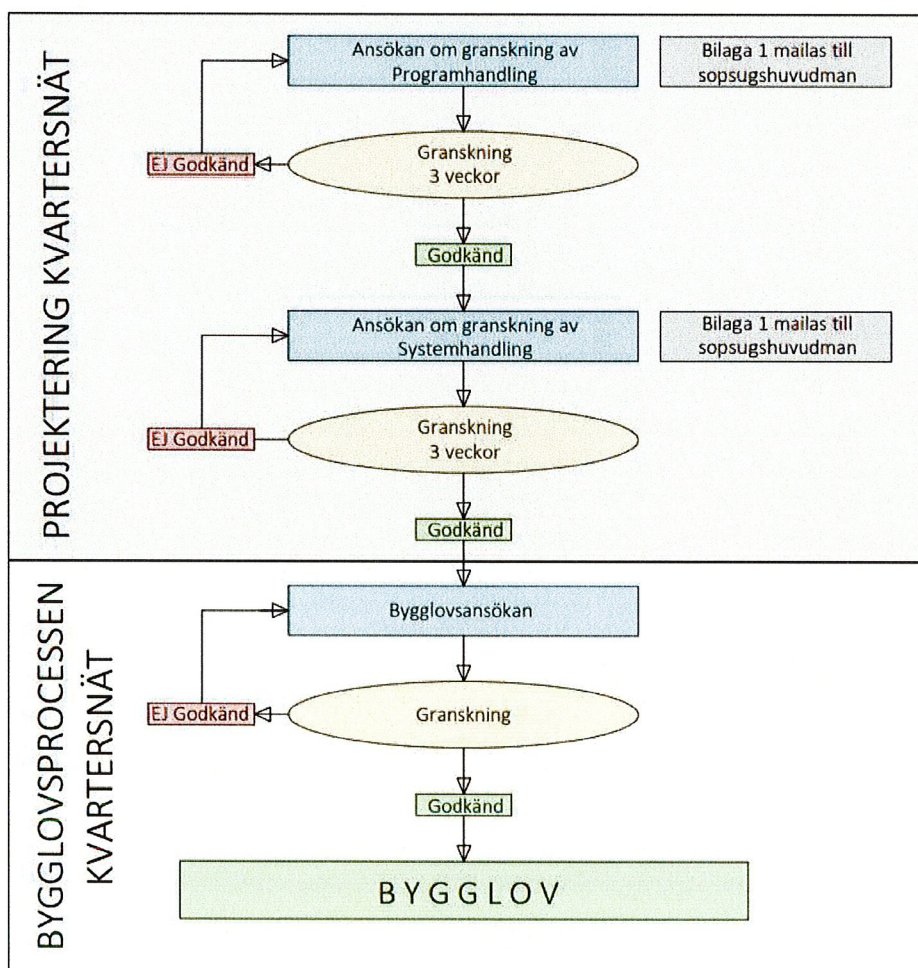 PROJEKTERING KVARTERSNÄT
Ansökan om granskning av
Programhandling
Bilaga 1 mailas till
sopsugshuvudman
Granskning
3 veckor
EJ Godkänd
Godkänd
Ansökan om granskning av
Systemhandling
Bilaga 1 mailas till
sopsugshuvudman
Granskning
3 veckor
EJ Godkänd
Godkänd
BYGGLOVSPROCESSEN
KVARTERSNÄT
Bygglovsansökan
Granskning
EJ Godkänd
Godkänd
BYGGLOV